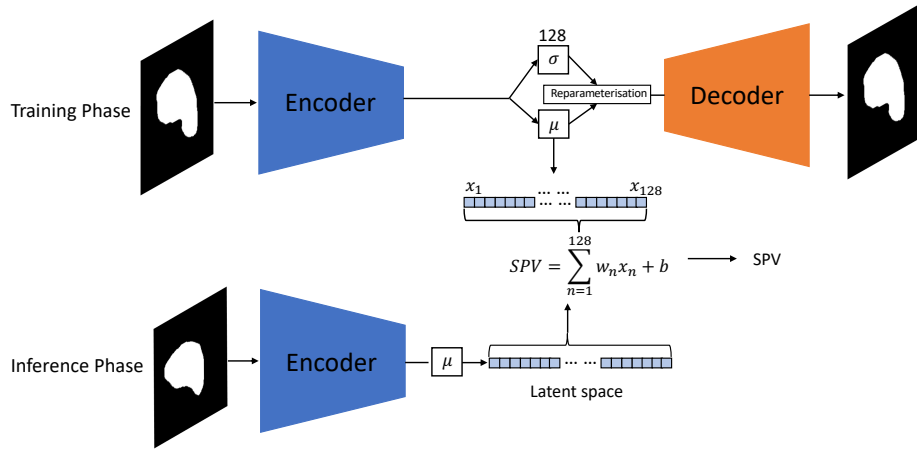 128
σ
Training Phase
Encoder
Reparameterisation
Decoder
μ
x₁ ... ... x₁₂₈
... ...
SPV = ∑_{n=1}^{128} wₙxₙ + b
SPV
Inference Phase
Encoder
μ
... ...
Latent space